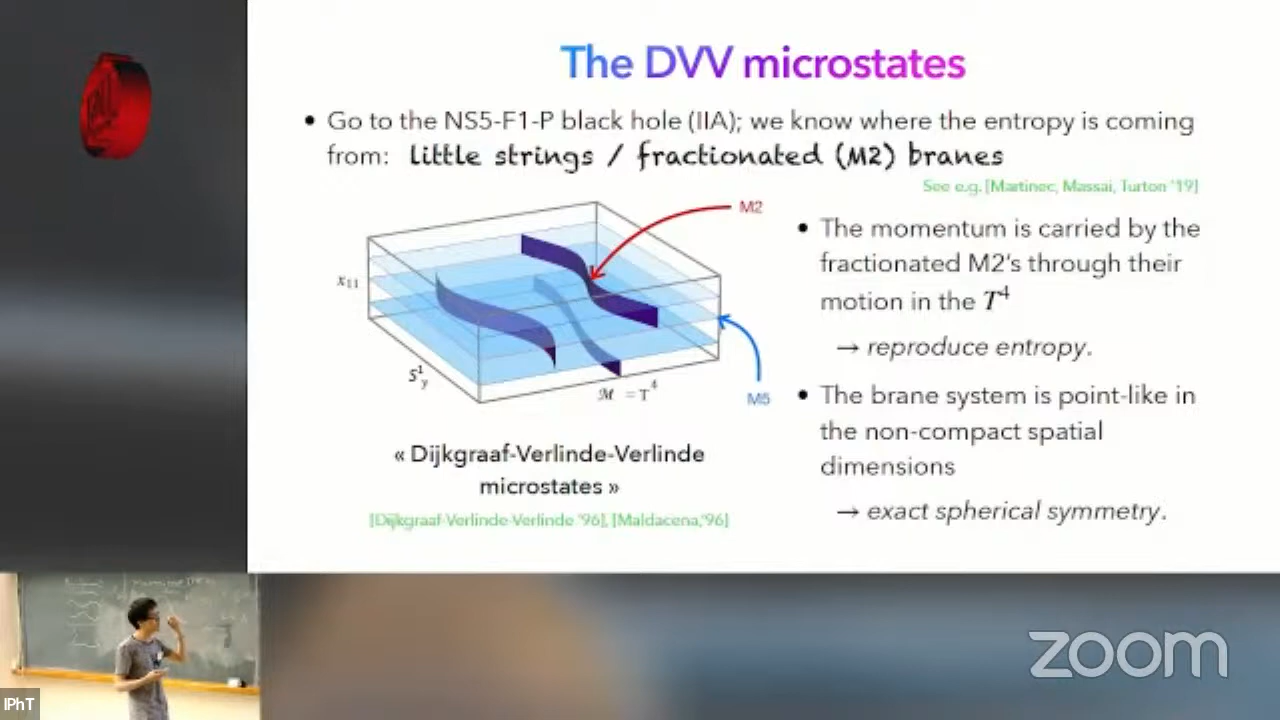 The DVV microstates
• Go to the NS5-F1-P black hole (IIA); we know where the entropy is coming
from: little strings / fractionated (M2) branes
See e.g. [Martinec, Massai, Turton '19]
M2
x₁₁
S¹y
ℳ = T⁴
M5
« Dijkgraaf-Verlinde-Verlinde
microstates »
[Dijkgraaf-Verlinde-Verlinde '96], [Maldacena,'96]
• The momentum is carried by the
fractionated M2's through their
motion in the T⁴
→ reproduce entropy.
• The brane system is point-like in
the non-compact spatial
dimensions
→ exact spherical symmetry.
IPhT
zoom